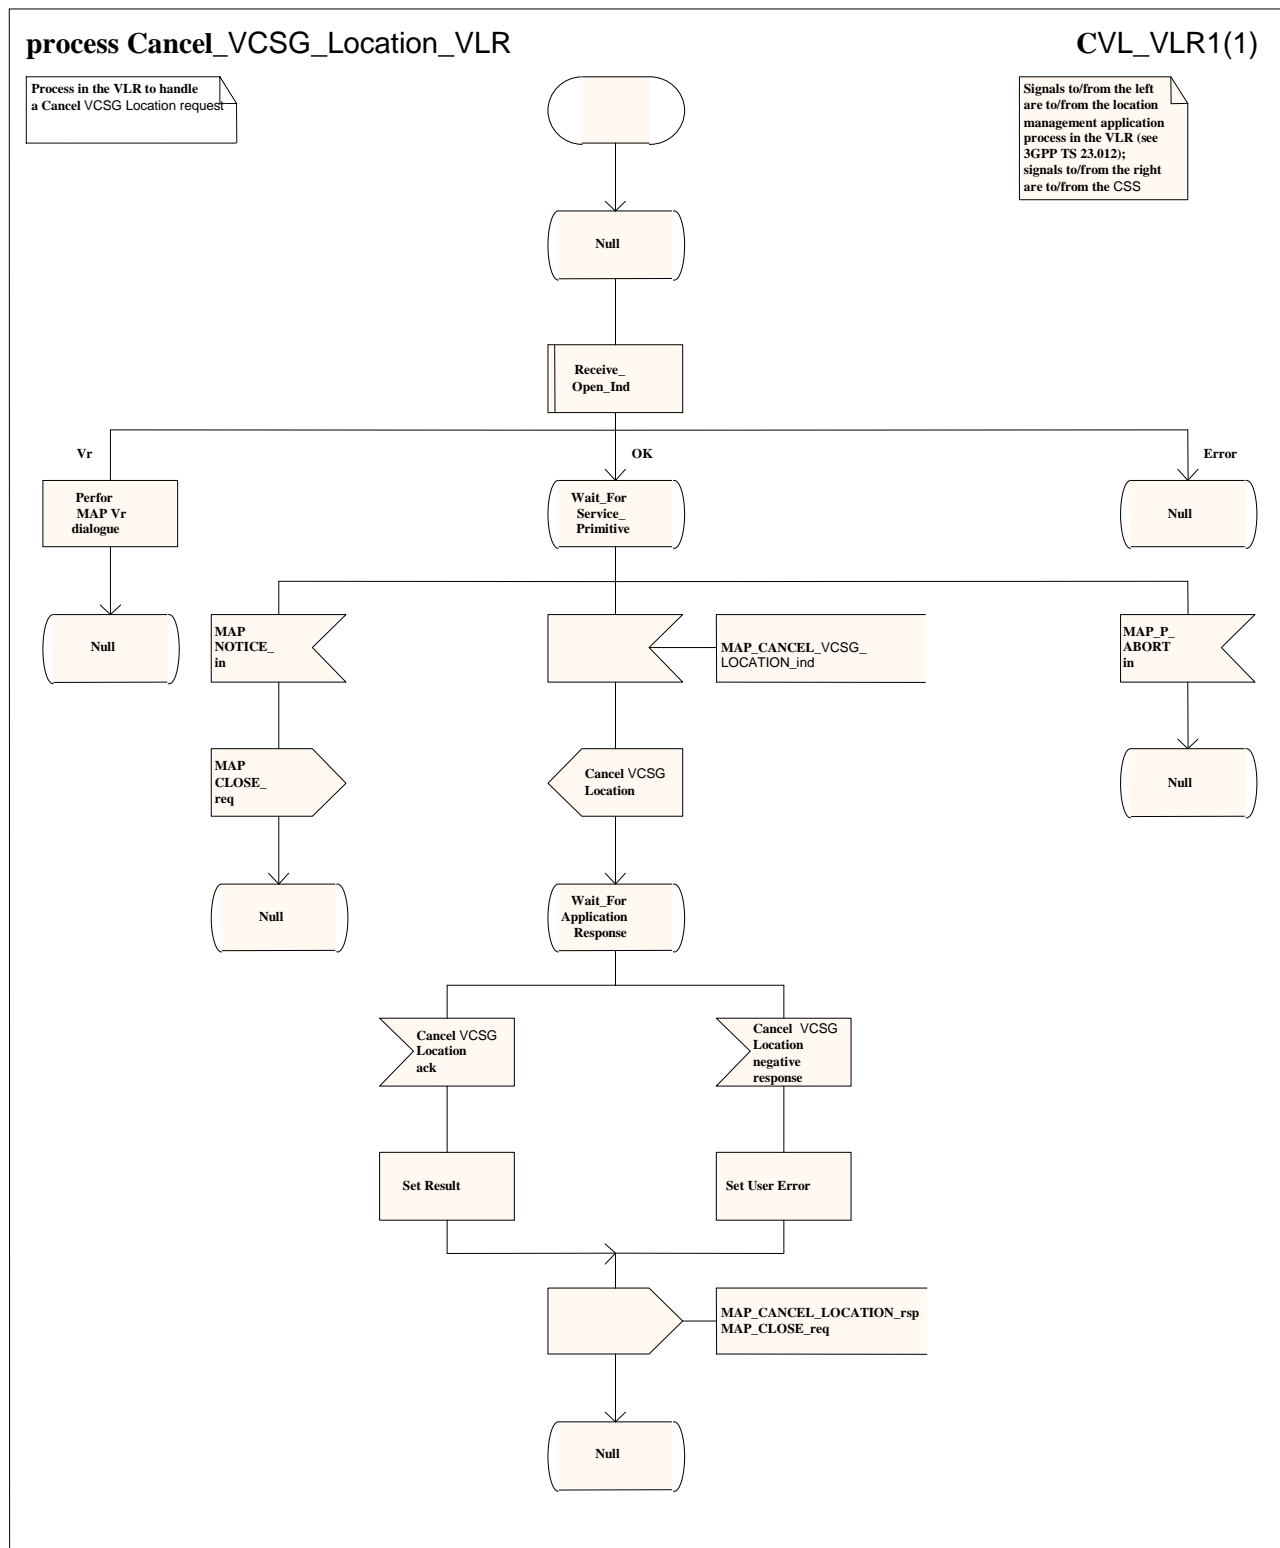 process Cancel_VCSG_Location_VLR
CVL_VLR1(1)
Process in the VLR to handle
a Cancel VCSG Location request
Signals to/from the left
are to/from the location
management application
process in the VLR (see
3GPP TS 23.012);
signals to/from the right
are to/from the CSS
Null
Receive_
Open_Ind
Vr
OK
Error
Perfor
MAP Vr
dialogue
Wait_For
Service_
Primitive
Null
Null
MAP
NOTICE_
in
MAP_CANCEL_VCSG_
LOCATION_ind
MAP_P_
ABORT
in
MAP
CLOSE_
req
Cancel VCSG
Location
Null
Null
Wait_For
Application
Response
Cancel VCSG
Location
ack
Cancel VCSG
Location
negative
response
Set Result
Set User Error
MAP_CANCEL_LOCATION_rsp
MAP_CLOSE_req
Null